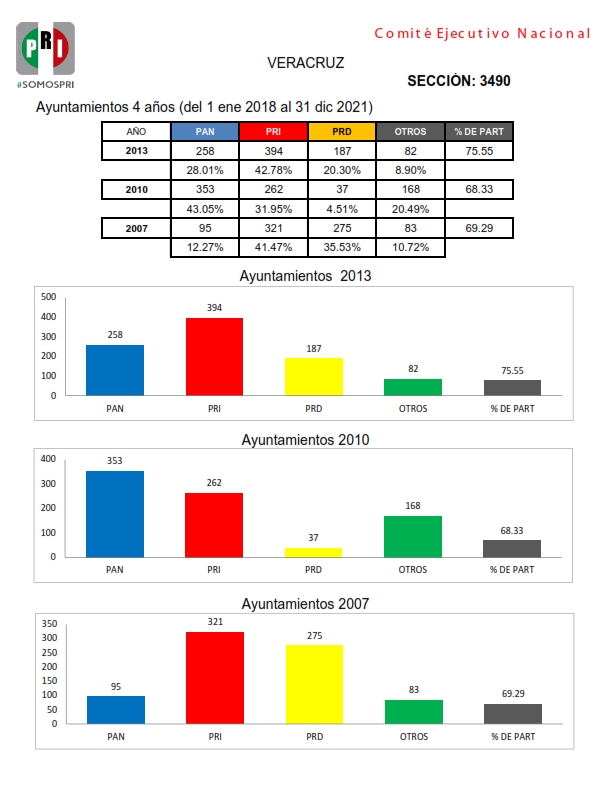 Comité Ejecutivo Nacional
PRI
#SOMOSPRI
VERACRUZ
SECCIÓN: 3490
Ayuntamientos 4 años (del 1 ene 2018 al 31 dic 2021)
AÑO PAN PRI PRD OTROS % DE PART
2013 258 394 187 82 75.55
28.01% 42.78% 20.30% 8.90%
2010 353 262 37 168 68.33
43.05% 31.95% 4.51% 20.49%
2007 95 321 275 83 69.29
12.27% 41.47% 35.53% 10.72%
Ayuntamientos 2013
500
400
300
200
100
0
258 394 187 82 75.55
PAN PRI PRD OTROS % DE PART
Ayuntamientos 2010
400
300
200
100
0
353 262 37 168 68.33
PAN PRI PRD OTROS % DE PART
Ayuntamientos 2007
350
300
250
200
150
100
50
0
95 321 275 83 69.29
PAN PRI PRD OTROS % DE PART